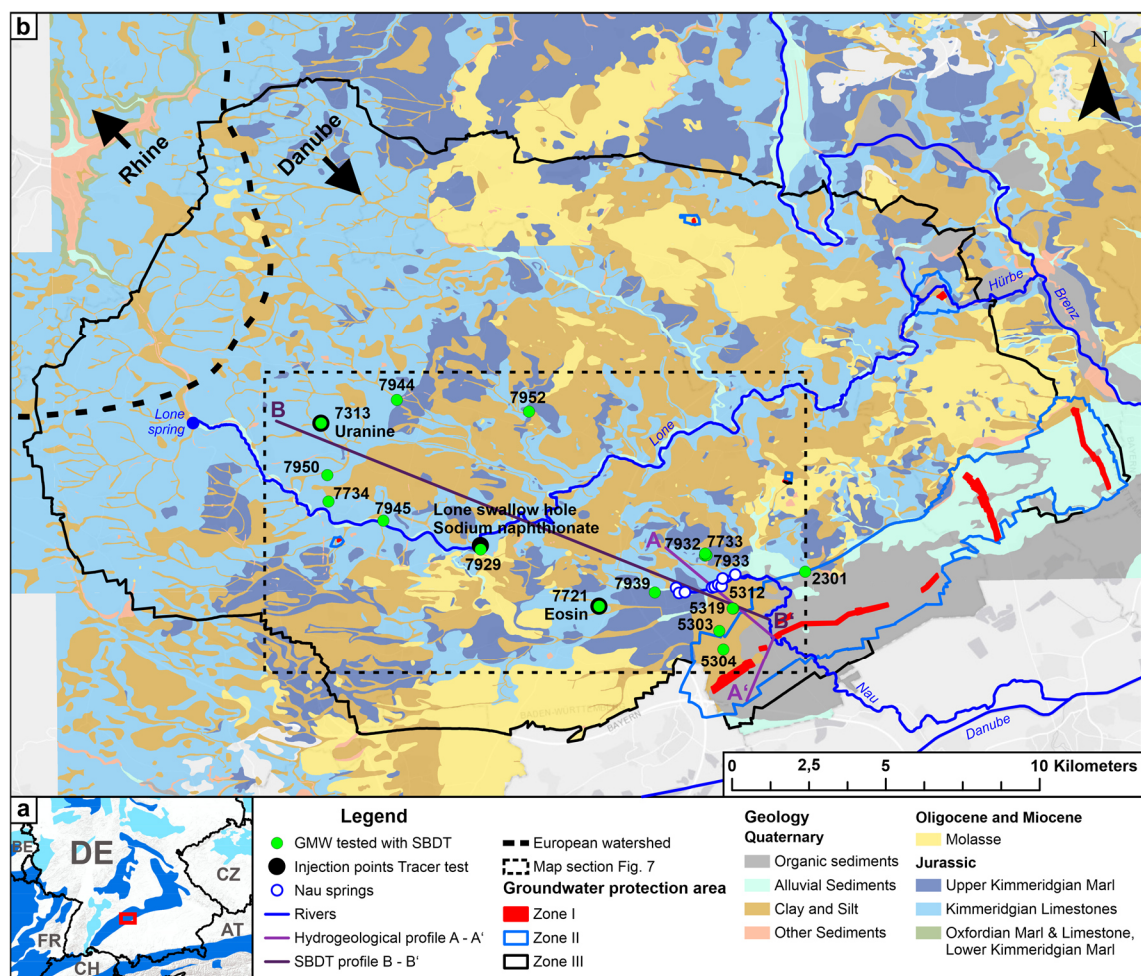 b
N
Rhine
Danube
Hürbe
Brenz
Lone
spring
B
7313
Uranine
7944
7952
Lone
7950
7734
7945
Lone swallow hole
Sodium naphthionate
7929
A
7932
7733
7933
2301
7939
5312
7721
Eosin
5319
5303
B'
5304
A‘
BADEN-WÜRTT
BAYERN
Nau
Danube
0
2,5
5
10 Kilometers
a
BE
DE
CZ
FR
AT
CH
Legend
GMW tested with SBDT
Injection points Tracer test
Nau springs
Rivers
Hydrogeological profile A - A‘
SBDT profile B - B‘
European watershed
Map section Fig. 7
Groundwater protection area
Zone I
Zone II
Zone III
Geology
Quaternary
Organic sediments
Alluvial Sediments
Clay and Silt
Other Sediments
Oligocene and Miocene
Molasse
Jurassic
Upper Kimmeridgian Marl
Kimmeridgian Limestones
Oxfordian Marl & Limestone,
Lower Kimmeridgian Marl